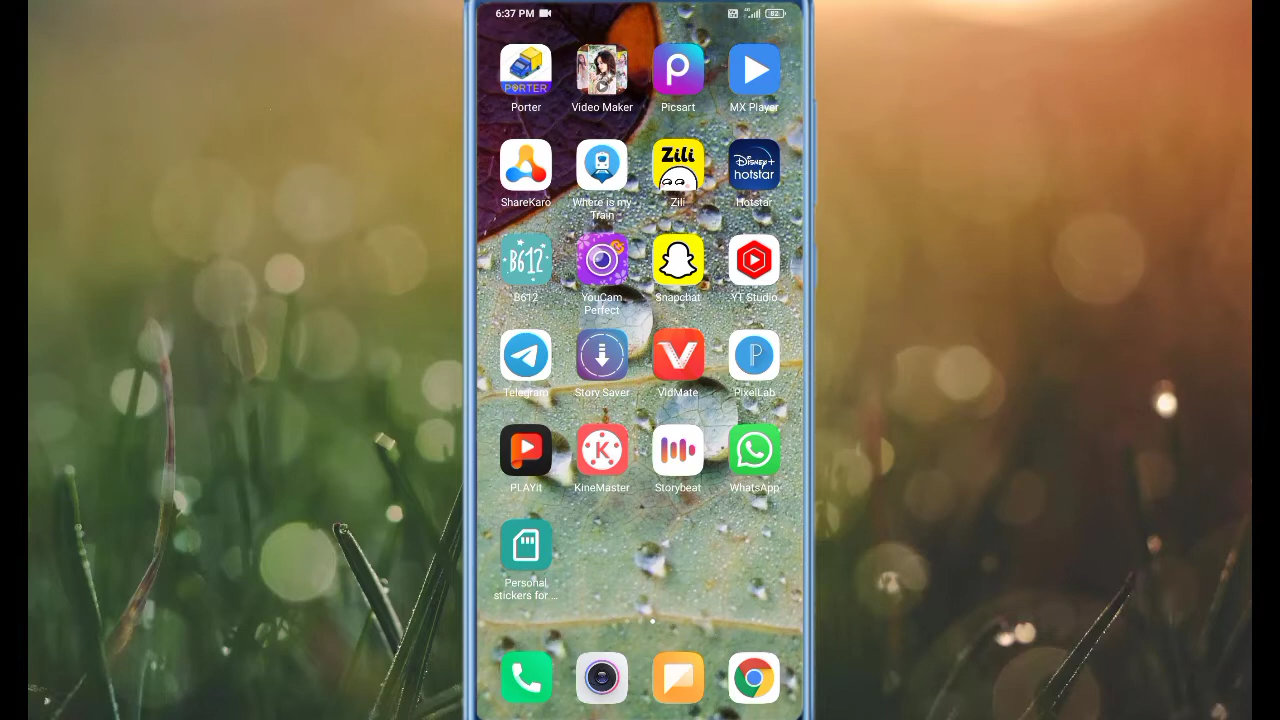 6:37 PM
82
PORTER
Porter
Video Maker
Picsart
MX Player
ShareKaro
Where is my
Train
Zili
Zili
Disney+
hotstar
Hotstar
B612
B612
YouCam
Perfect
Snapchat
YT Studio
Telegram
Story Saver
VidMate
PixelLab
PLAYit
KineMaster
Storybeat
WhatsApp
Personal
stickers for ...